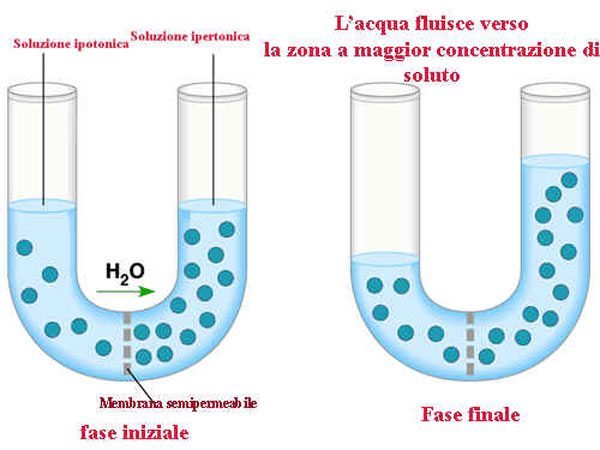 Soluzione ipotonica
Soluzione ipertonica
L'acqua fluisce verso
la zona a maggior concentrazione di
soluto
H₂O
Membrana semipermeabile
fase iniziale
Fase finale